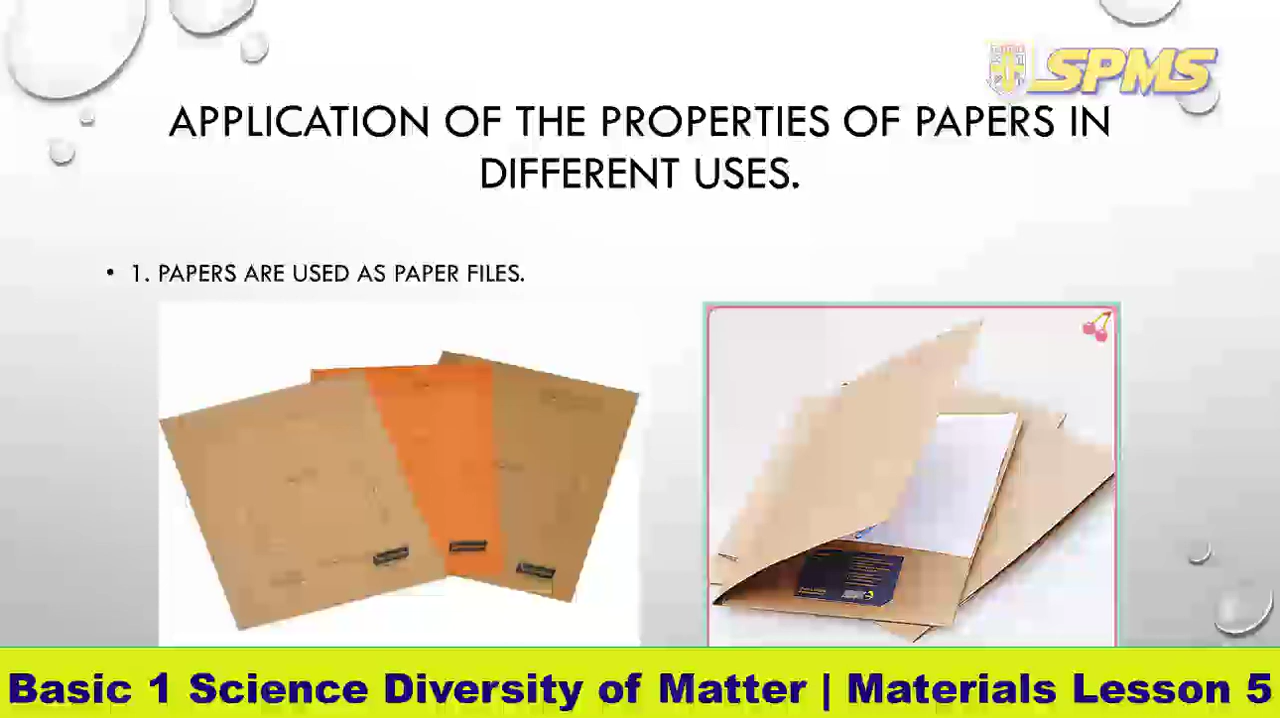 SPMS
APPLICATION OF THE PROPERTIES OF PAPERS IN
DIFFERENT USES.
• 1. PAPERS ARE USED AS PAPER FILES.
Basic 1 Science Diversity of Matter | Materials Lesson 5